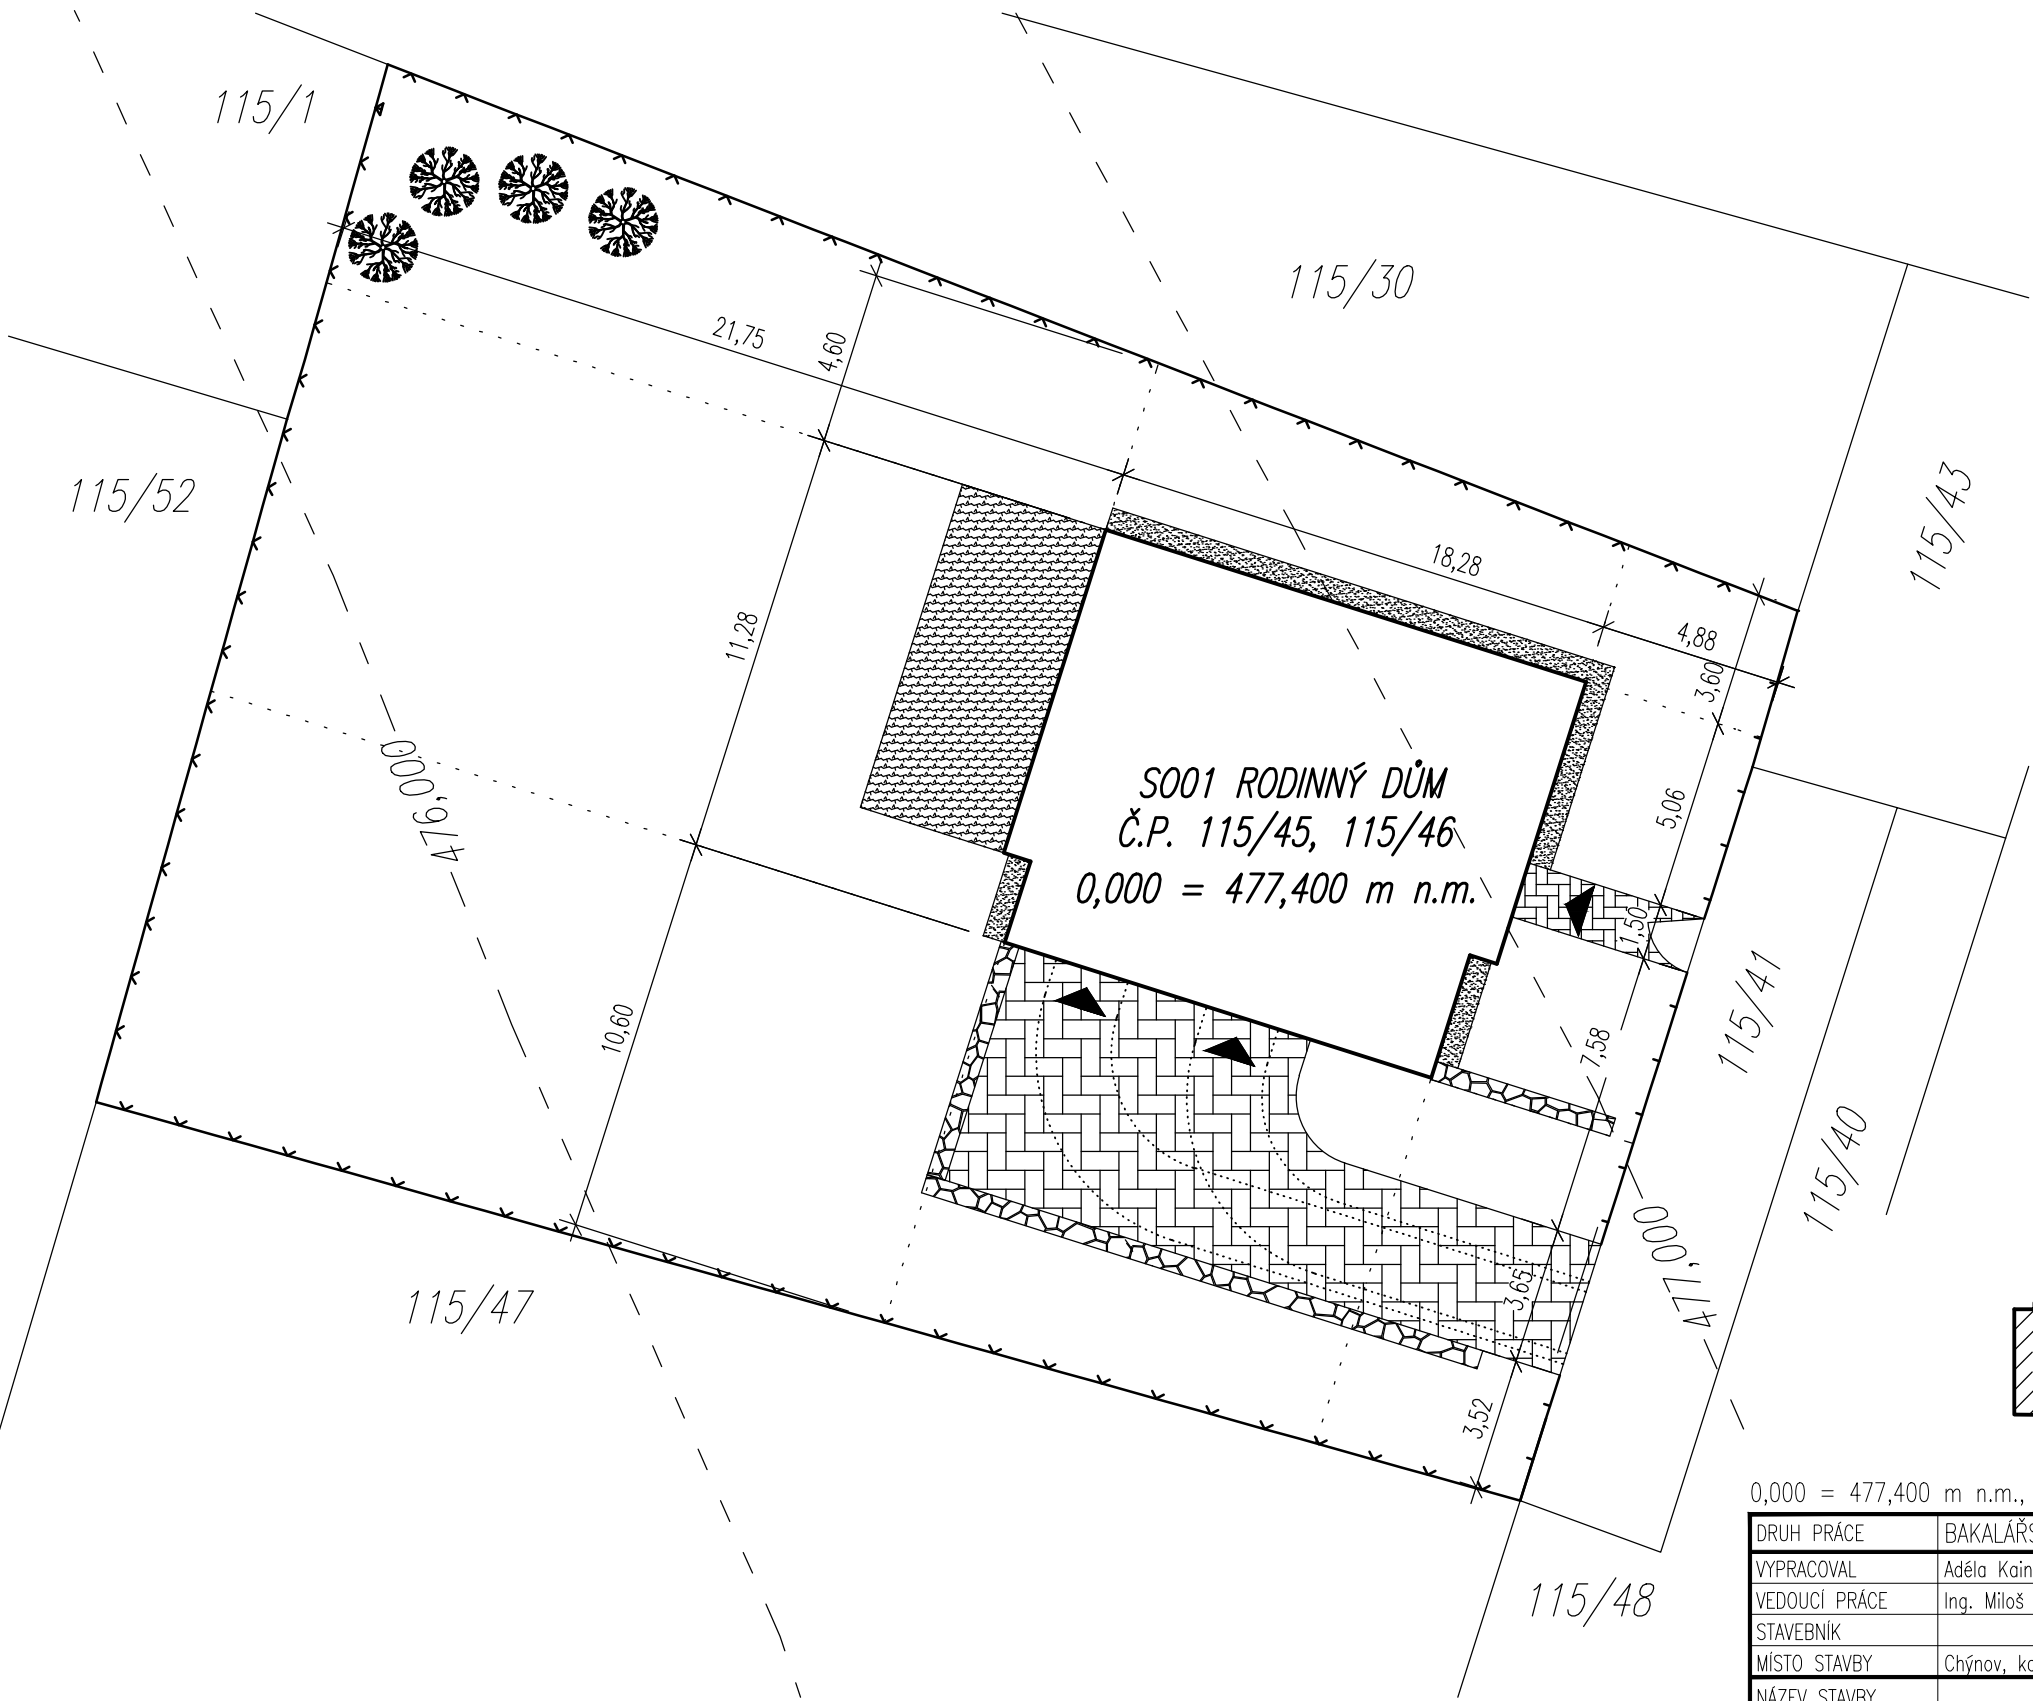 115/1
115/30
21,75
4,60
115/52
115/43
18,28
11,28
4,88
3,60
476,000
S001 RODINNÝ DŮM
Č.P. 115/45, 115/46
0,000 = 477,400 m n.m.
5,06
1,50
115/41
10,60
7,58
115/40
477,000
3,65
115/47
3,52
0,000 = 477,400 m n.m.,
DRUH PRÁCE
VYPRACOVAL Adéla
VEDOUCÍ PRÁCE Ing. Miloš
STAVEBNÍK
MÍSTO STAVBY Chýnov,
NÁZEV STAVBY
115/48